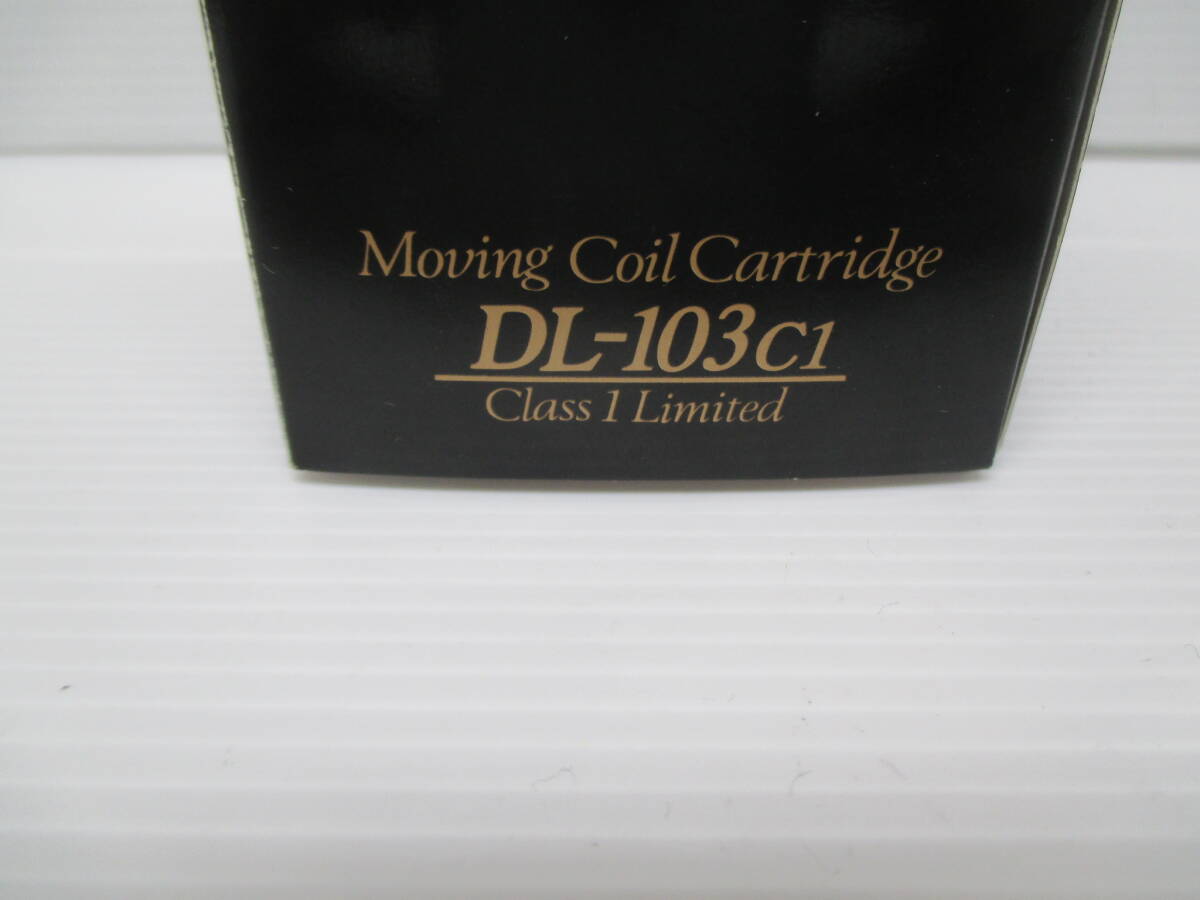 Moving Coil Cartridge
DL-103C1
Class 1 Limited